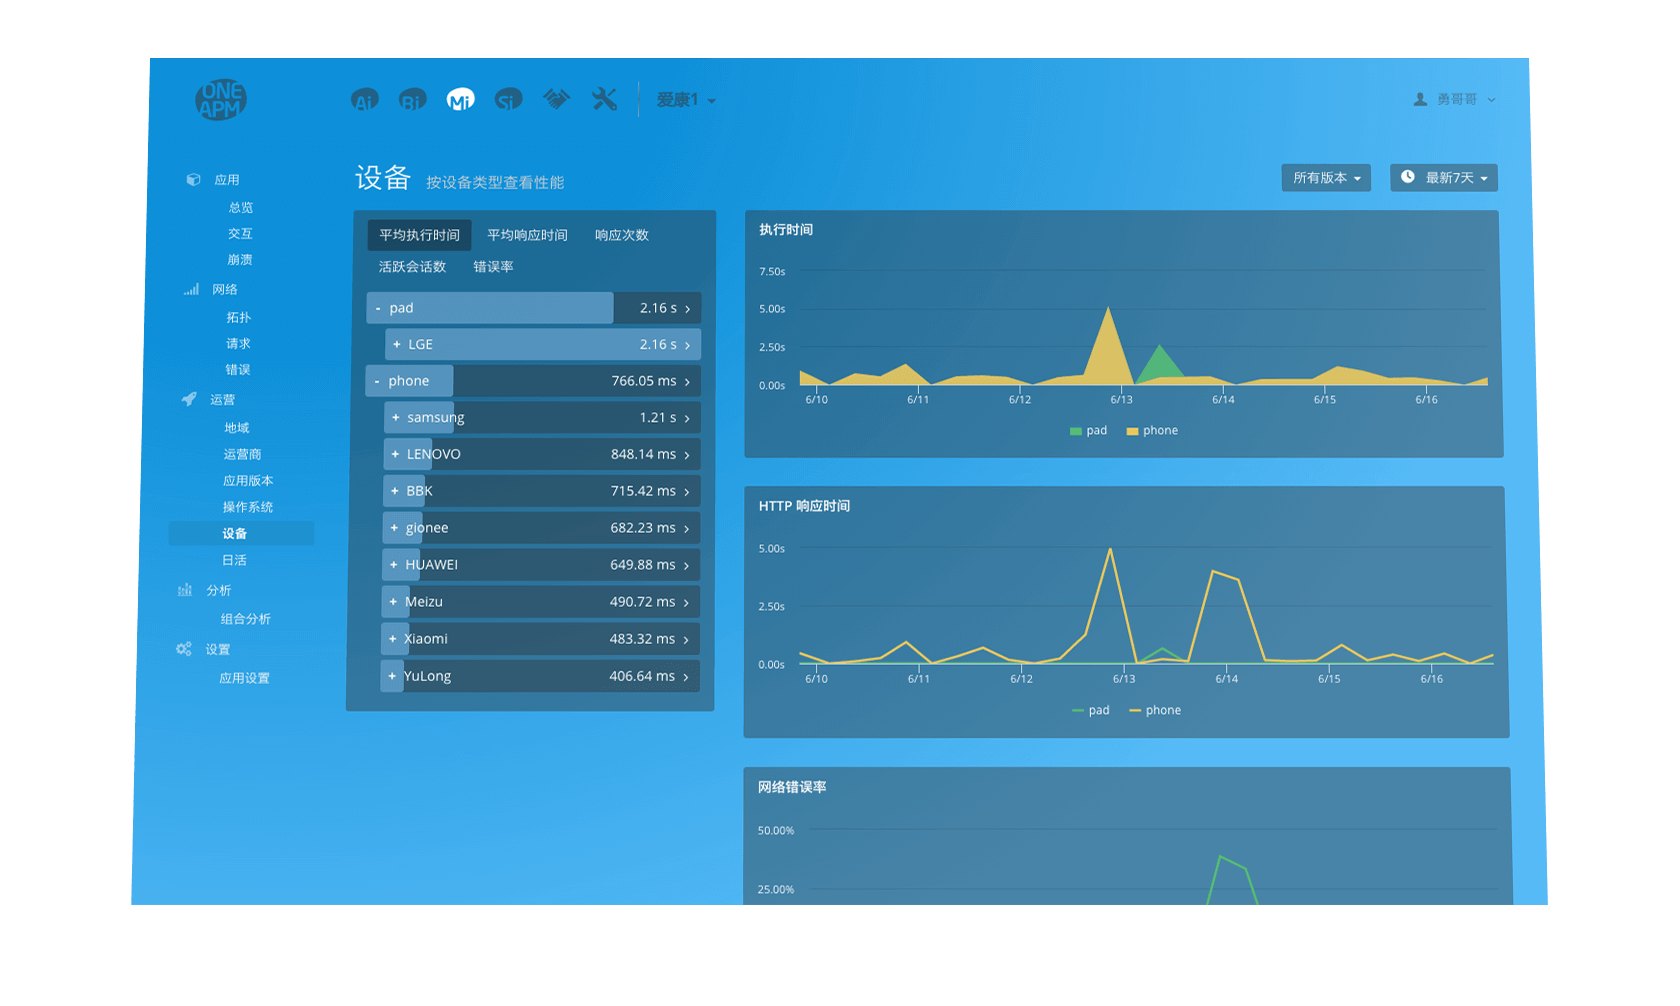 ONE
APM
Ai Bi Mi Si 爱康1
勇哥哥
应用
总览
交互
崩溃
网络
拓扑
请求
错误
运营
地域
运营商
应用版本
操作系统
设备
日活
分析
组合分析
设置
应用设置
设备 按设备类型查看性能
所有版本 最新7天
平均执行时间 平均响应时间 响应次数
活跃会话数 错误率
- pad 2.16 s >
+ LGE 2.16 s >
- phone 766.05 ms >
+ samsung 1.21 s >
+ LENOVO 848.14 ms >
+ BBK 715.42 ms >
+ gionee 682.23 ms >
+ HUAWEI 649.88 ms >
+ Meizu 490.72 ms >
+ Xiaomi 483.32 ms >
+ YuLong 406.64 ms >
执行时间
7.50s
5.00s
2.50s
0.00s
6/10 6/11 6/12 6/13 6/14 6/15 6/16
pad phone
HTTP 响应时间
5.00s
2.50s
0.00s
6/10 6/11 6/12 6/13 6/14 6/15 6/16
pad phone
网络错误率
50.00%
25.00%